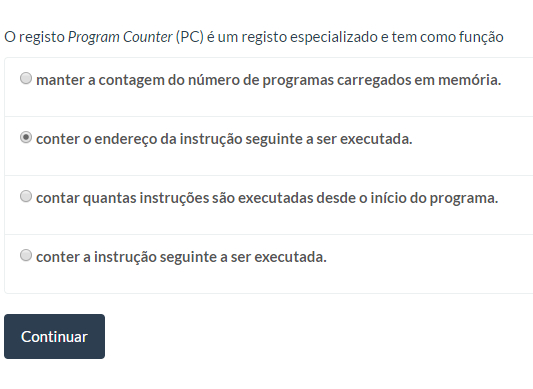 O registo Program Counter (PC) é um registo especializado e tem como função
manter a contagem do número de programas carregados em memória.
conter o endereço da instrução seguinte a ser executada.
contar quantas instruções são executadas desde o início do programa.
conter a instrução seguinte a ser executada.
Continuar